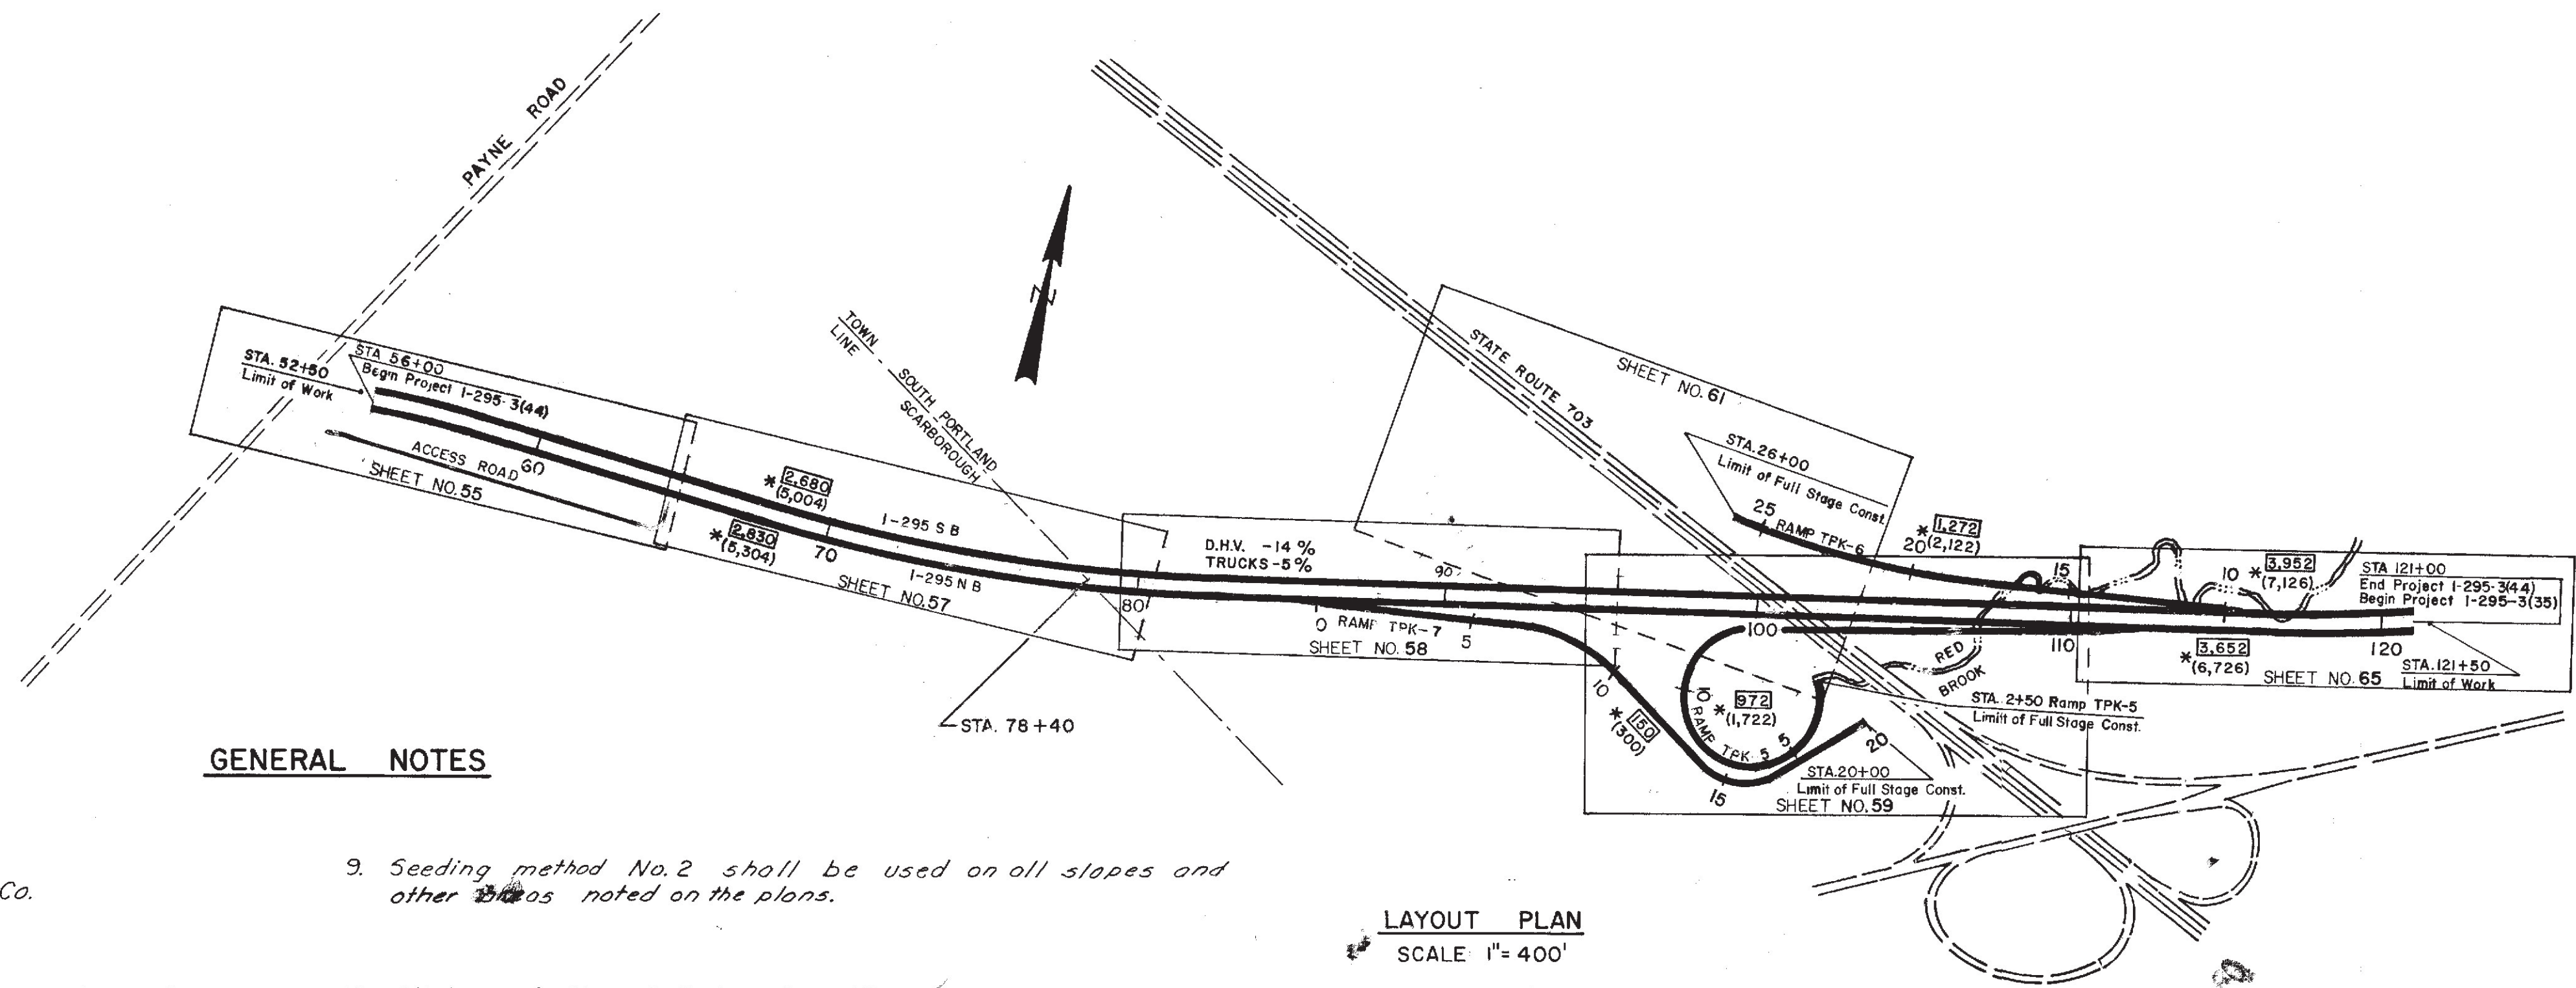 PAYNE ROAD
STA. 52+50
Limit of Work
STA 56+00
Begin Project I-295-3(44)
ACCESS ROAD
60
SHEET NO. 55
2,680
*(5,004)
2,830
*(5,304)
70
I-295 S B
I-295 N B
SHEET NO. 57
TOWN LINE
SOUTH PORTLAND
SCARBOROUGH
N
80
STA. 78+40
D.H.V. -14 %
TRUCKS -5 %
90
0 RAMP TPK-7 5
SHEET NO. 58
STATE ROUTE 703
SHEET NO. 61
STA. 26+00
Limit of Full Stage Const.
25
RAMP TPK-6
20
1,272
*(2,122)
15
10
3,952
*(7,126)
STA 121+00
End Project I-295-3(44)
Begin Project I-295-3(35)
100
110
120
3,652
*(6,726)
SHEET NO. 65
STA. 121+50
Limit of Work
RED BROOK
STA. 2+50 Ramp TPK-5
Limiit of Full Stage Const.
10
150
*(300)
10 RAMP TPK-5 5
972
*(1,722)
15
20
STA. 20+00
Limit of Full Stage Const.
SHEET NO. 59
GENERAL NOTES
9. Seeding method No. 2 shall be used on all slopes and
other noted on the plans.
Co.
LAYOUT PLAN
SCALE: 1"= 400'